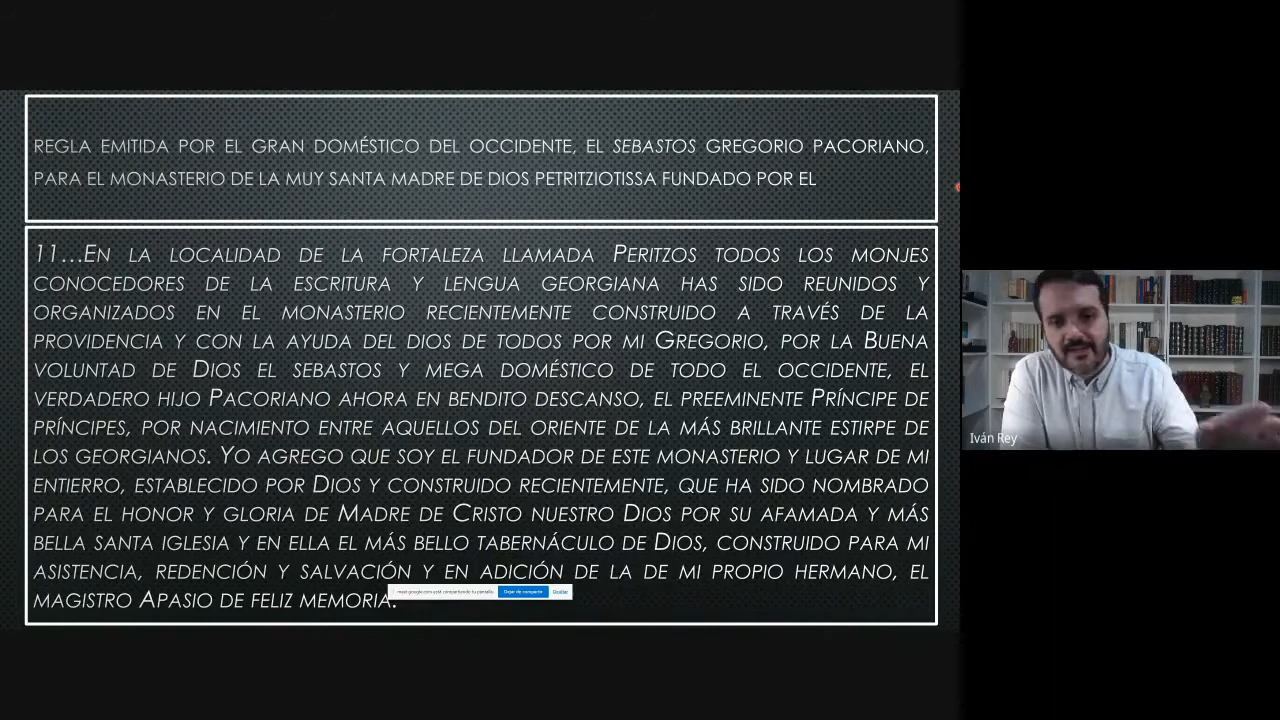 REGLA EMITIDA POR EL GRAN DOMÉSTICO DEL OCCIDENTE, EL SEBASTOS GREGORIO PACORIANO,
PARA EL MONASTERIO DE LA MUY SANTA MADRE DE DIOS PETRITZIOTISSA FUNDADO POR EL
11...EN LA LOCALIDAD DE LA FORTALEZA LLAMADA PERITZOS TODOS LOS MONJES
CONOCEDORES DE LA ESCRITURA Y LENGUA GEORGIANA HAS SIDO REUNIDOS Y
ORGANIZADOS EN EL MONASTERIO RECIENTEMENTE CONSTRUIDO A TRAVÉS DE LA
PROVIDENCIA Y CON LA AYUDA DEL DIOS DE TODOS POR MI GREGORIO, POR LA BUENA
VOLUNTAD DE DIOS EL SEBASTOS Y MEGA DOMÉSTICO DE TODO EL OCCIDENTE, EL
VERDADERO HIJO PACORIANO AHORA EN BENDITO DESCANSO, EL PREEMINENTE PRÍNCIPE DE
PRÍNCIPES, POR NACIMIENTO ENTRE AQUELLOS DEL ORIENTE DE LA MÁS BRILLANTE ESTIRPE DE
LOS GEORGIANOS. YO AGREGO QUE SOY EL FUNDADOR DE ESTE MONASTERIO Y LUGAR DE MI
ENTIERRO, ESTABLECIDO POR DIOS Y CONSTRUIDO RECIENTEMENTE, QUE HA SIDO NOMBRADO
PARA EL HONOR Y GLORIA DE MADRE DE CRISTO NUESTRO DIOS POR SU AFAMADA Y MÁS
BELLA SANTA IGLESIA Y EN ELLA EL MÁS BELLO TABERNÁCULO DE DIOS, CONSTRUIDO PARA MI
ASISTENCIA, REDENCIÓN Y SALVACIÓN Y EN ADICIÓN DE LA DE MI PROPIO HERMANO, EL
MAGISTRO APASIO DE FELIZ MEMORIA.
meet.google.com está compartiendo tu pantalla. Dejar de compartir Ocultar
Iván Rey